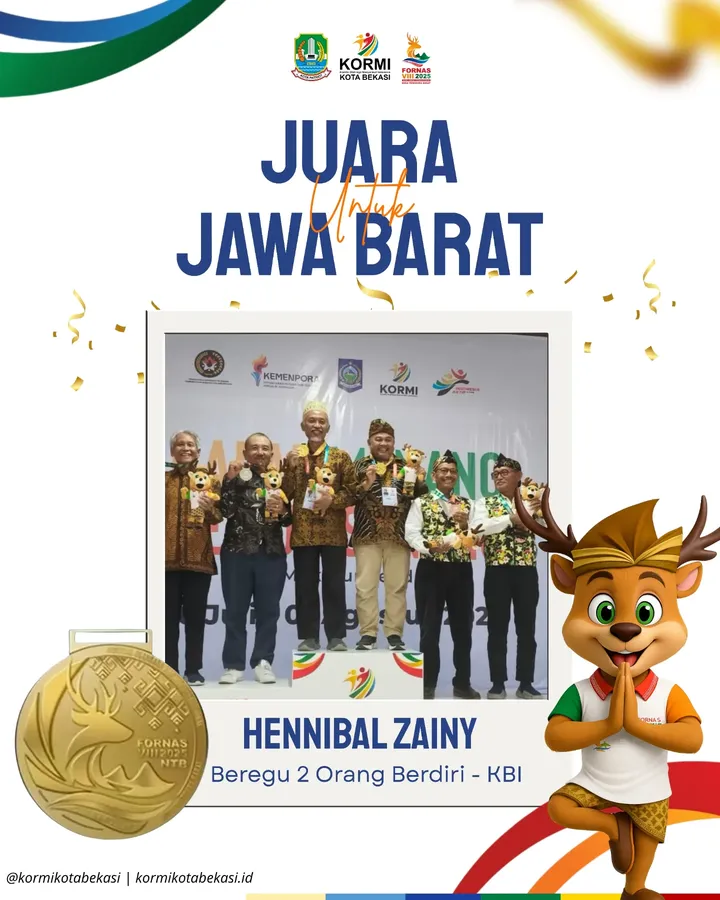 KORMI
KOTA BEKASI
FORNAS
VIII 2025
JUARA
Untuk
JAWA BARAT
KEMENPORA
KORMI
FORNAS
VIII 2025
NTB
HENNIBAL ZAINY
Beregu 2 Orang Berdiri - KBI
@kormikotabekasi | kormikotabekasi.id